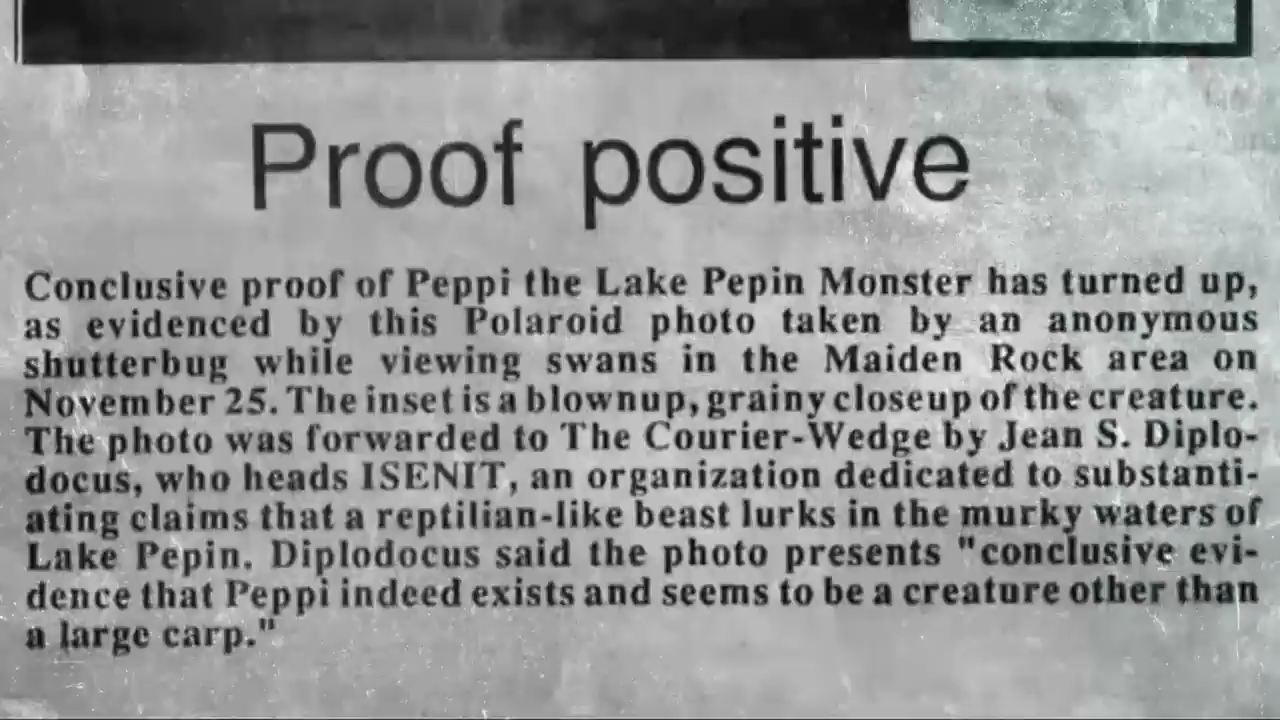 Proof positive
Conclusive proof of Peppi the Lake Pepin Monster has turned up,
as evidenced by this Polaroid photo taken by an anonymous
shutterbug while viewing swans in the Maiden Rock area on
November 25. The inset is a blownup, grainy closeup of the creature.
The photo was forwarded to The Courier-Wedge by Jean S. Diplo-
docus, who heads ISENIT, an organization dedicated to substanti-
ating claims that a reptilian-like beast lurks in the murky waters of
Lake Pepin. Diplodocus said the photo presents "conclusive evi-
dence that Peppi indeed exists and seems to be a creature other than
a large carp."